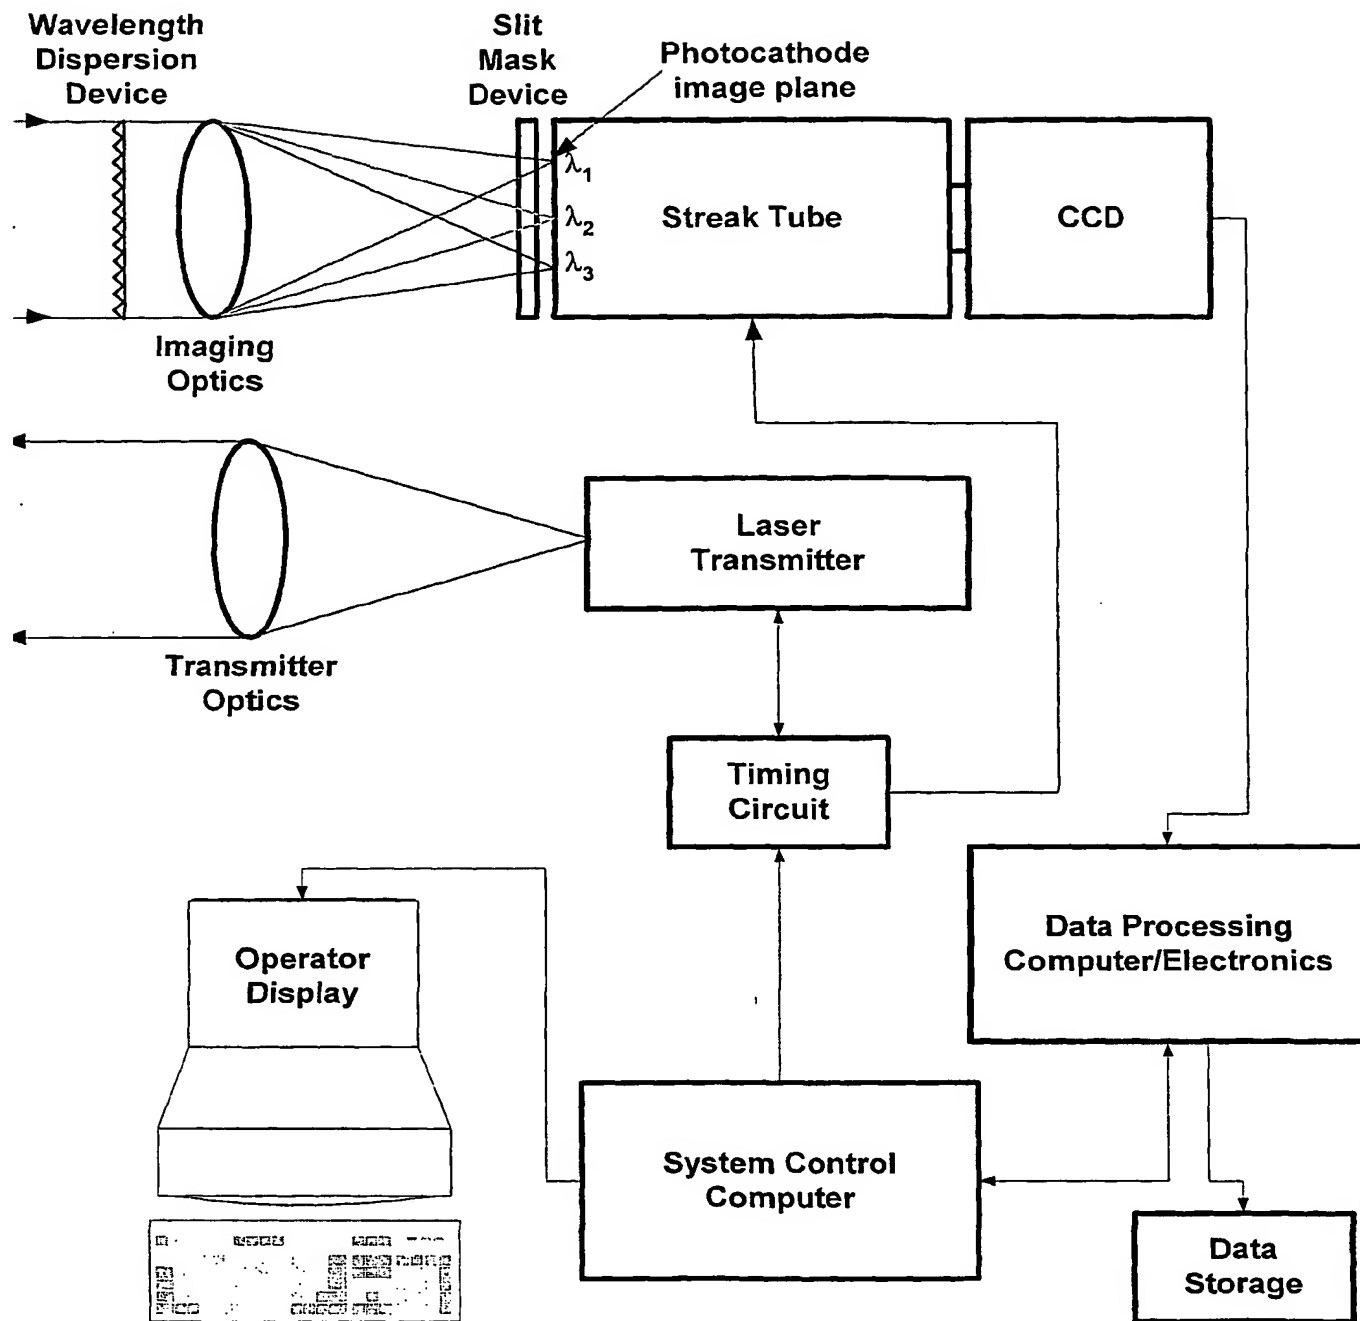 Wavelength
Dispersion
Device
Slit
Mask
Device
Photocathode
image plane
λ1
λ2
λ3
Streak Tube
CCD
Imaging
Optics
Laser
Transmitter
Transmitter
Optics
Timing
Circuit
Operator
Display
Data Processing
Computer/Electronics
System Control
Computer
Data
Storage